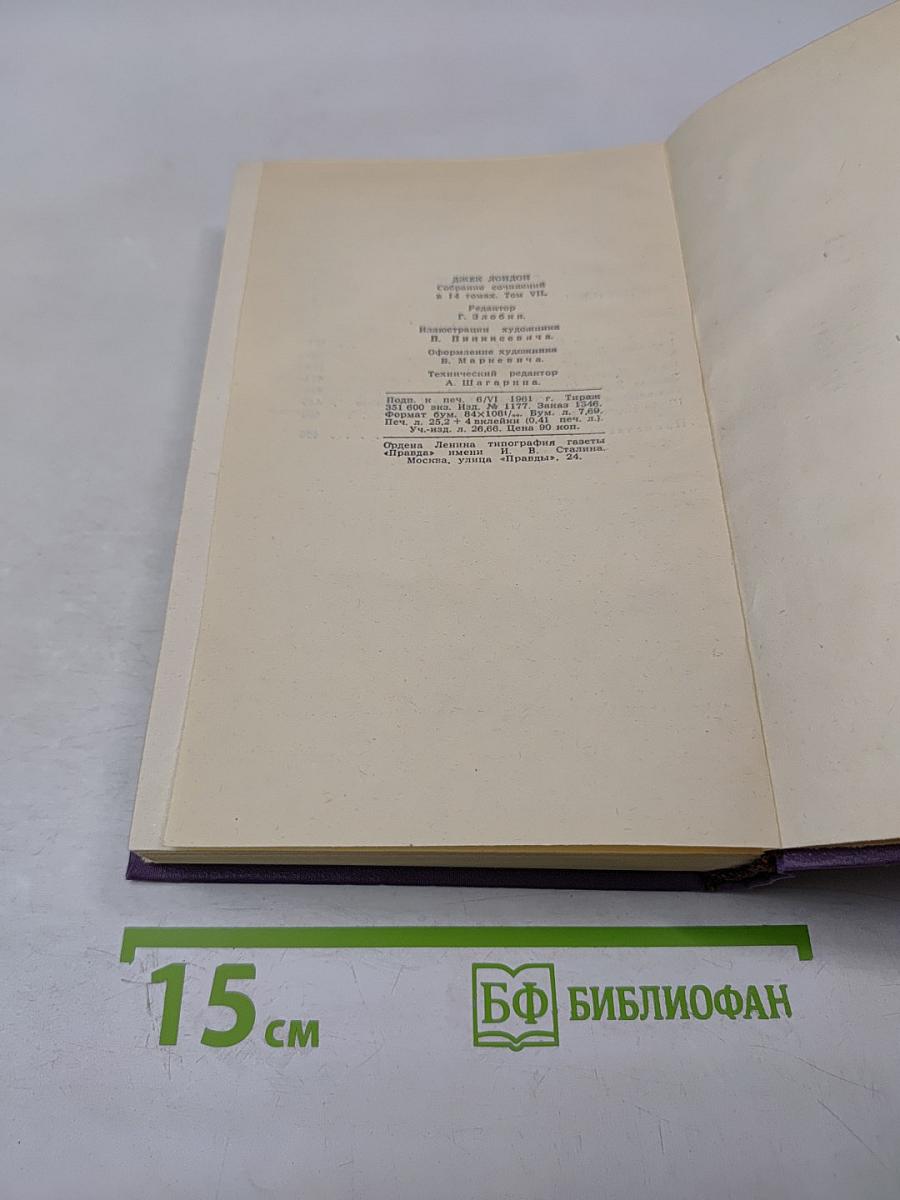 ДЖЕК ЛОНДОН
Собрание сочинений
в 14 томах. Том VII.
Редактор
Г. Злобин.
Иллюстрации художника
П. Пинкисевича.
Оформление художника
В. Маркевича.
Технический редактор
А. Шагарина.
Подп. к печ. 6/VI 1961 г. Тираж
351 600 экз. Изд. № 1177. Заказ 1346.
Формат бум. 84×108¹/₃₂. Бум. л. 7,69.
Печ. л. 25,2 + 4 вклейки (0,41 печ. л.).
Уч.-изд. л. 26,66. Цена 90 коп.
Ордена Ленина типография газеты
«Правда» имени И. В. Сталина.
Москва, улица «Правды», 24.
15 см
БФ БИБЛИОФАН